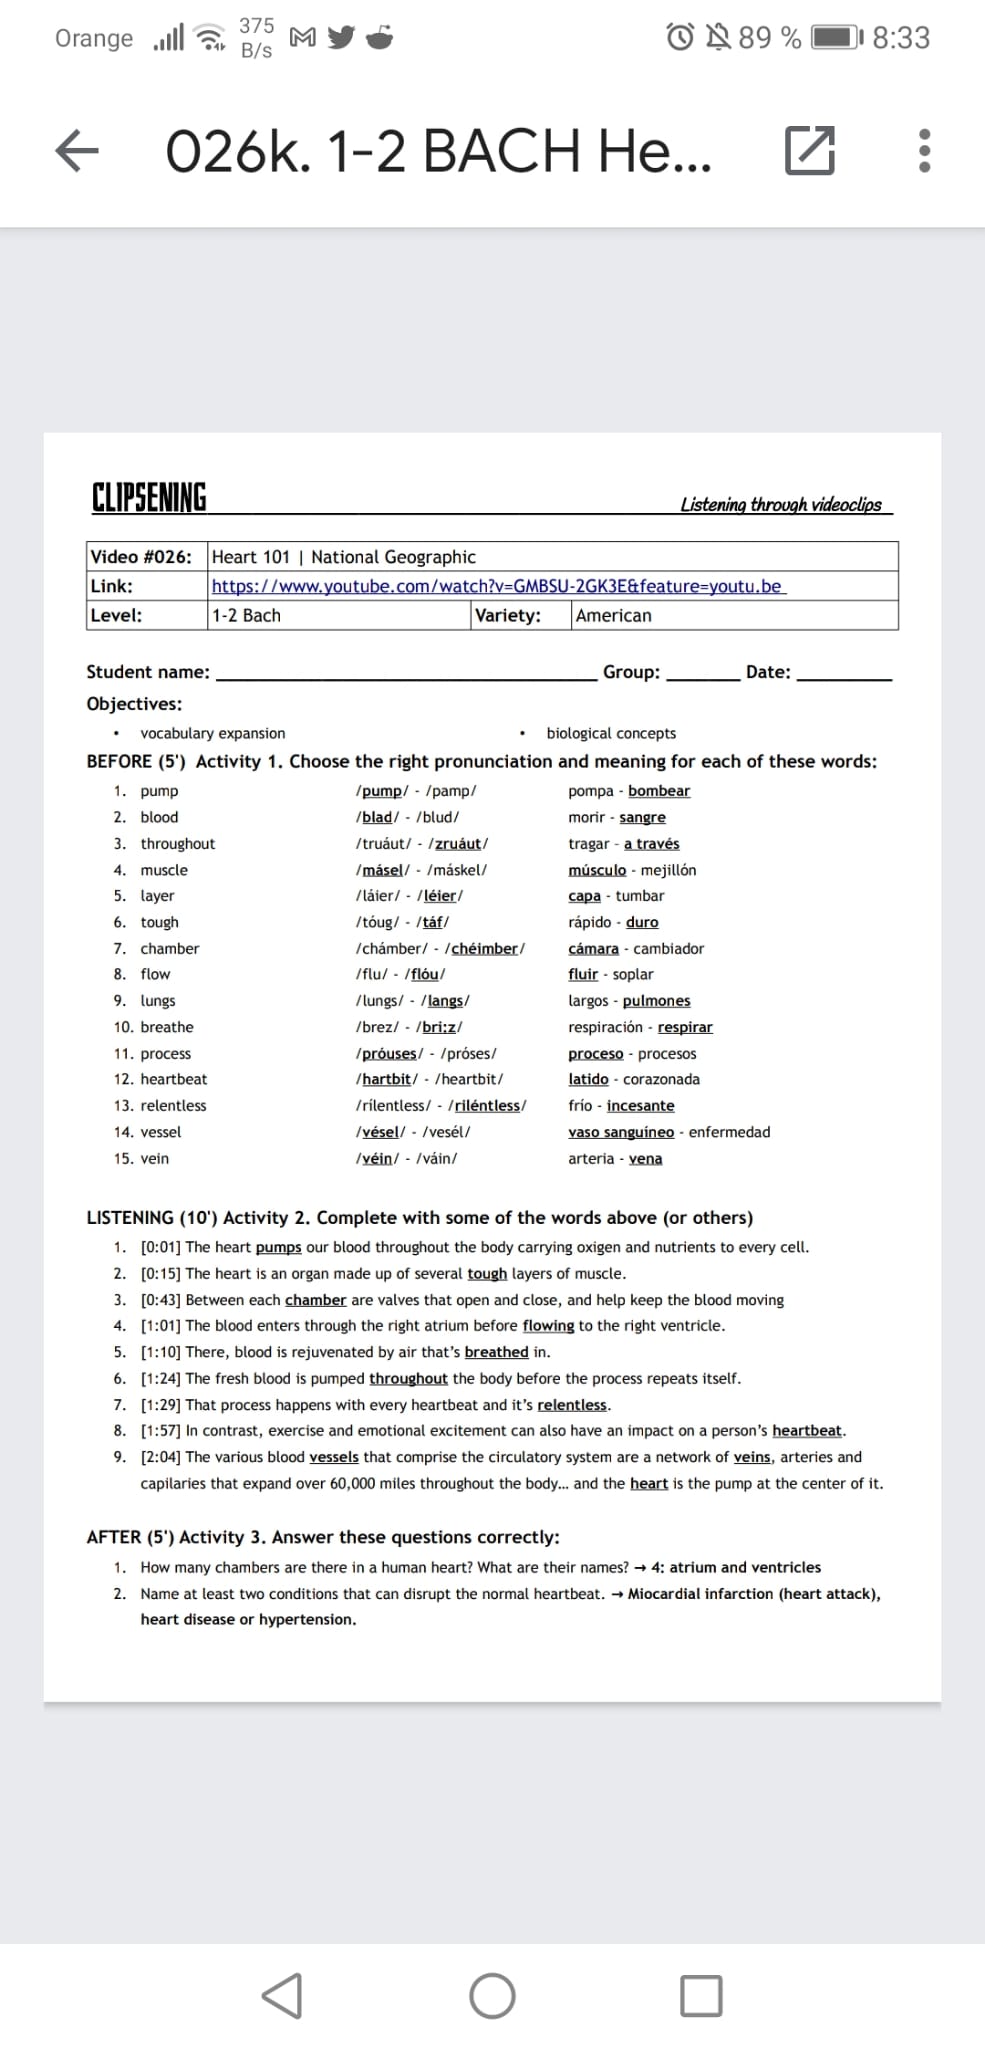 Orange 375 B/s 89 % 8:33
026k. 1-2 BACH He...
CLIPSENING Listening through videoclips
Video #026: Heart 101 | National Geographic
Link: https://www.youtube.com/watch?v=GMBSU-2GK3E&feature=youtu.be
Level: 1-2 Bach Variety: American
Student name: Group: Date:
Objectives:
• vocabulary expansion • biological concepts
BEFORE (5') Activity 1. Choose the right pronunciation and meaning for each of these words:
1. pump /pump/ - /pamp/ pompa - bombear
2. blood /blad/ - /blud/ morir - sangre
3. throughout /truáut/ - /zruáut/ tragar - a través
4. muscle /másel/ - /máskel/ músculo - mejillón
5. layer /láier/ - /léier/ capa - tumbar
6. tough /tóug/ - /táf/ rápido - duro
7. chamber /chámber/ - /chéimber/ cámara - cambiador
8. flow /flu/ - /flóu/ fluir - soplar
9. lungs /lungs/ - /langs/ largos - pulmones
10. breathe /brez/ - /bri:z/ respiración - respirar
11. process /próuses/ - /próses/ proceso - procesos
12. heartbeat /hartbit/ - /heartbit/ latido - corazonada
13. relentless /rílentless/ - /riléntless/ frío - incesante
14. vessel /vésel/ - /vesél/ vaso sanguíneo - enfermedad
15. vein /véin/ - /váin/ arteria - vena
LISTENING (10') Activity 2. Complete with some of the words above (or others)
1. [0:01] The heart pumps our blood throughout the body carrying oxigen and nutrients to every cell.
2. [0:15] The heart is an organ made up of several tough layers of muscle.
3. [0:43] Between each chamber are valves that open and close, and help keep the blood moving
4. [1:01] The blood enters through the right atrium before flowing to the right ventricle.
5. [1:10] There, blood is rejuvenated by air that's breathed in.
6. [1:24] The fresh blood is pumped throughout the body before the process repeats itself.
7. [1:29] That process happens with every heartbeat and it's relentless.
8. [1:57] In contrast, exercise and emotional excitement can also have an impact on a person's heartbeat.
9. [2:04] The various blood vessels that comprise the circulatory system are a network of veins, arteries and
capilaries that expand over 60,000 miles throughout the body... and the heart is the pump at the center of it.
AFTER (5') Activity 3. Answer these questions correctly:
1. How many chambers are there in a human heart? What are their names? → 4: atrium and ventricles
2. Name at least two conditions that can disrupt the normal heartbeat. → Miocardial infarction (heart attack),
heart disease or hypertension.